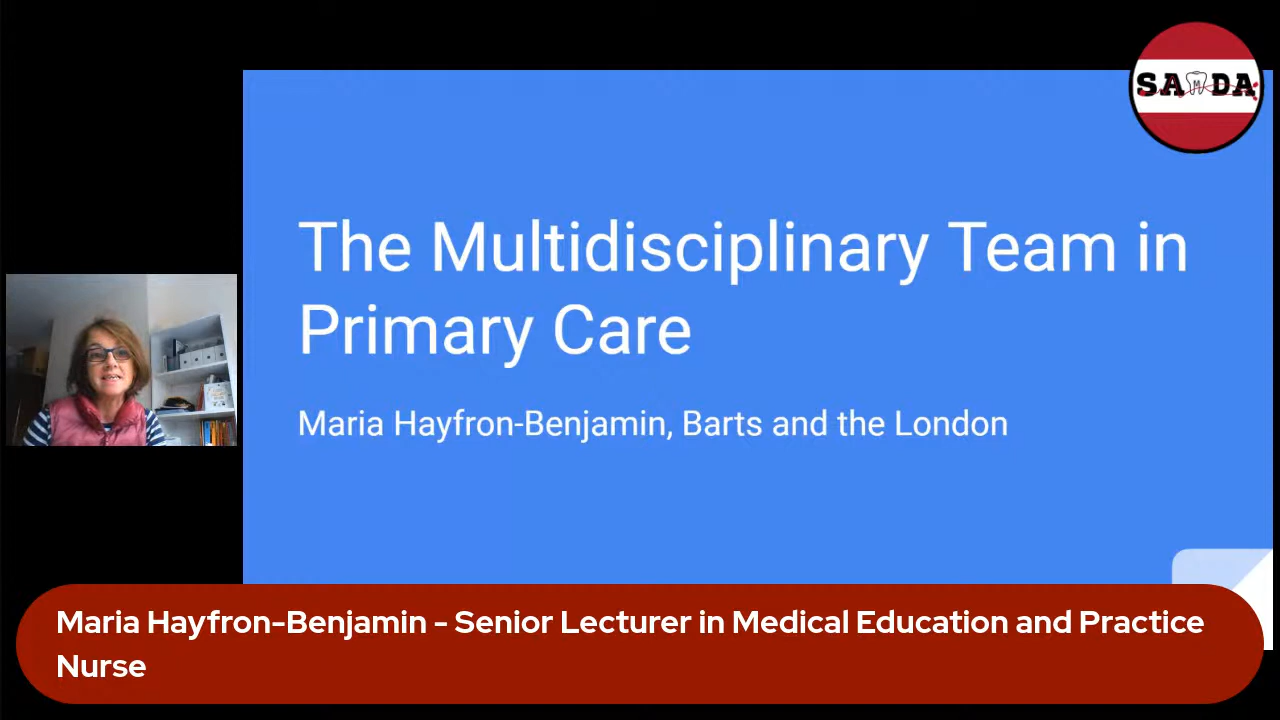 SAMDA
The Multidisciplinary Team in
Primary Care
Maria Hayfron-Benjamin, Barts and the London
Maria Hayfron-Benjamin - Senior Lecturer in Medical Education and Practice
Nurse